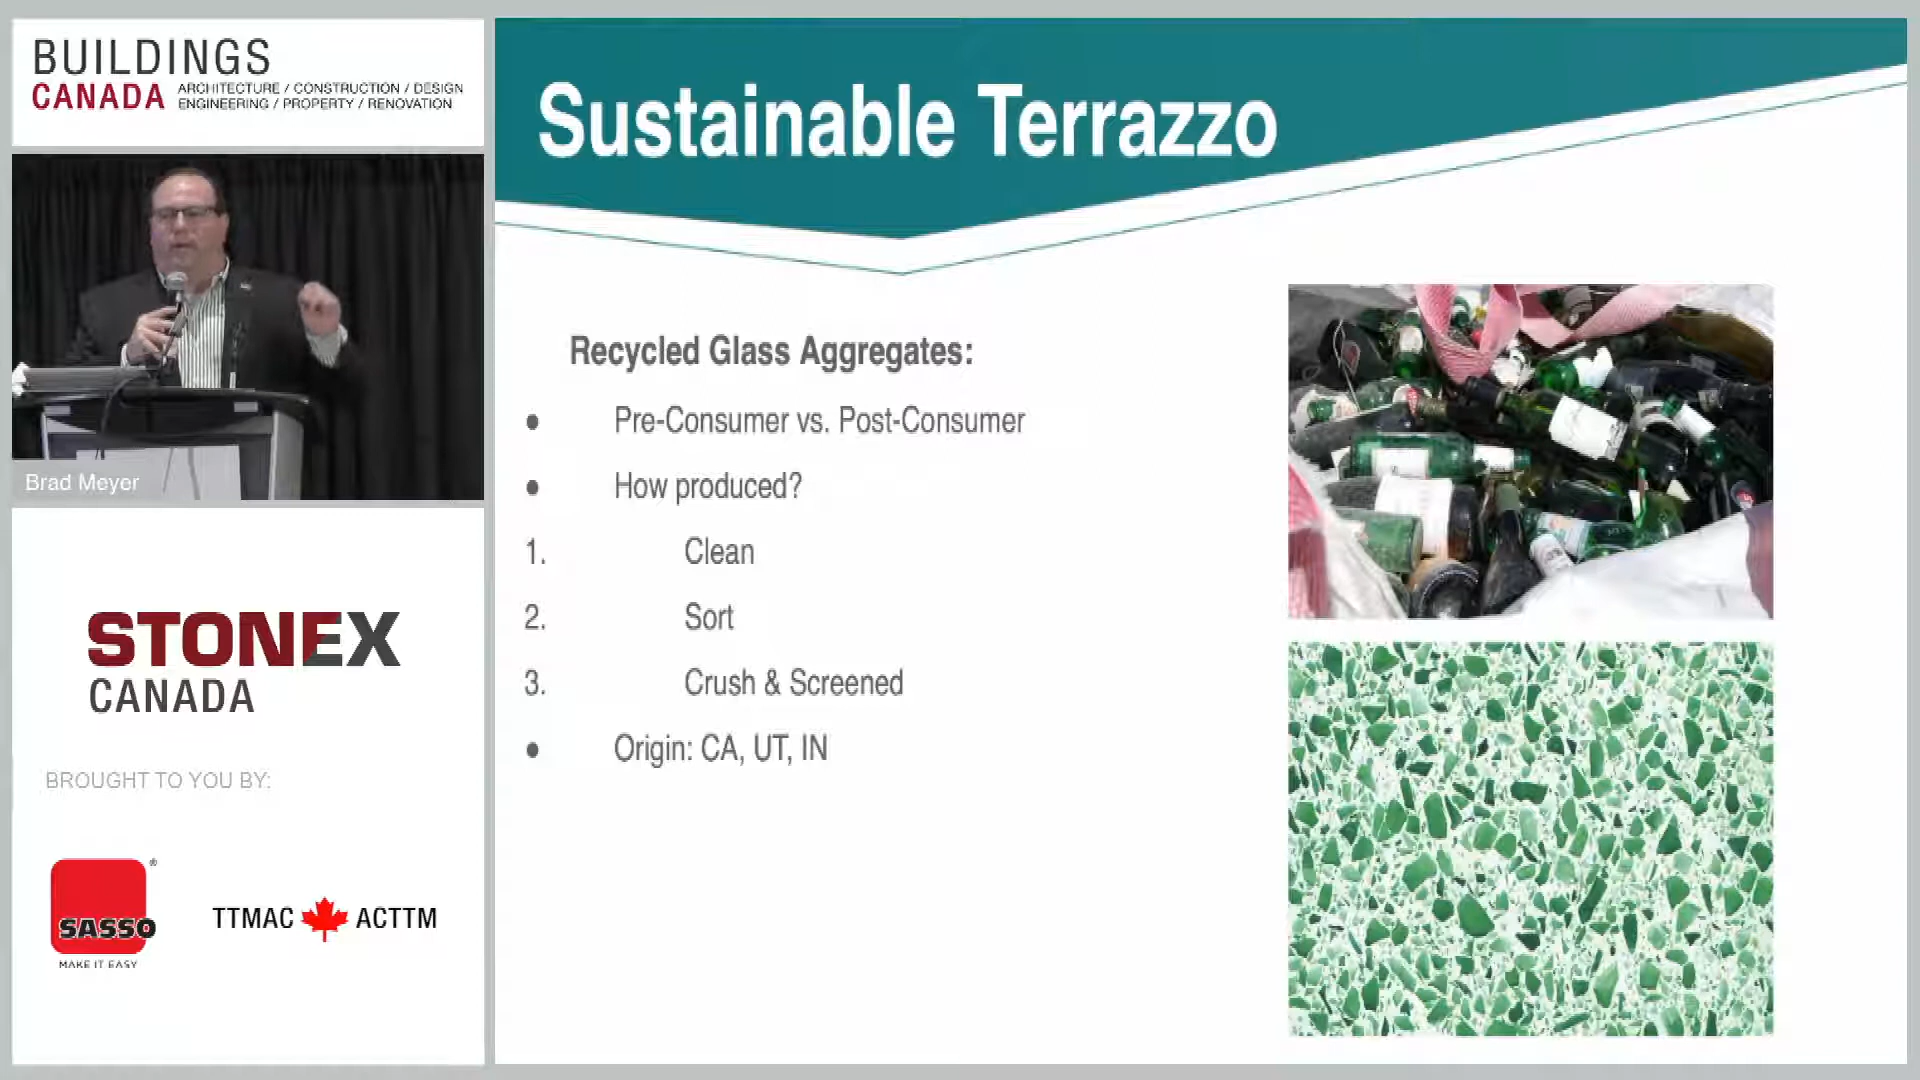 BUILDINGS
CANADA
ARCHITECTURE / CONSTRUCTION / DESIGN
ENGINEERING / PROPERTY / RENOVATION
Brad Meyer
STONEX
CANADA
BROUGHT TO YOU BY:
SASSO
®
MAKE IT EASY
TTMAC ACTTM
Sustainable Terrazzo
Recycled Glass Aggregates:
• Pre-Consumer vs. Post-Consumer
• How produced?
1. Clean
2. Sort
3. Crush & Screened
• Origin: CA, UT, IN